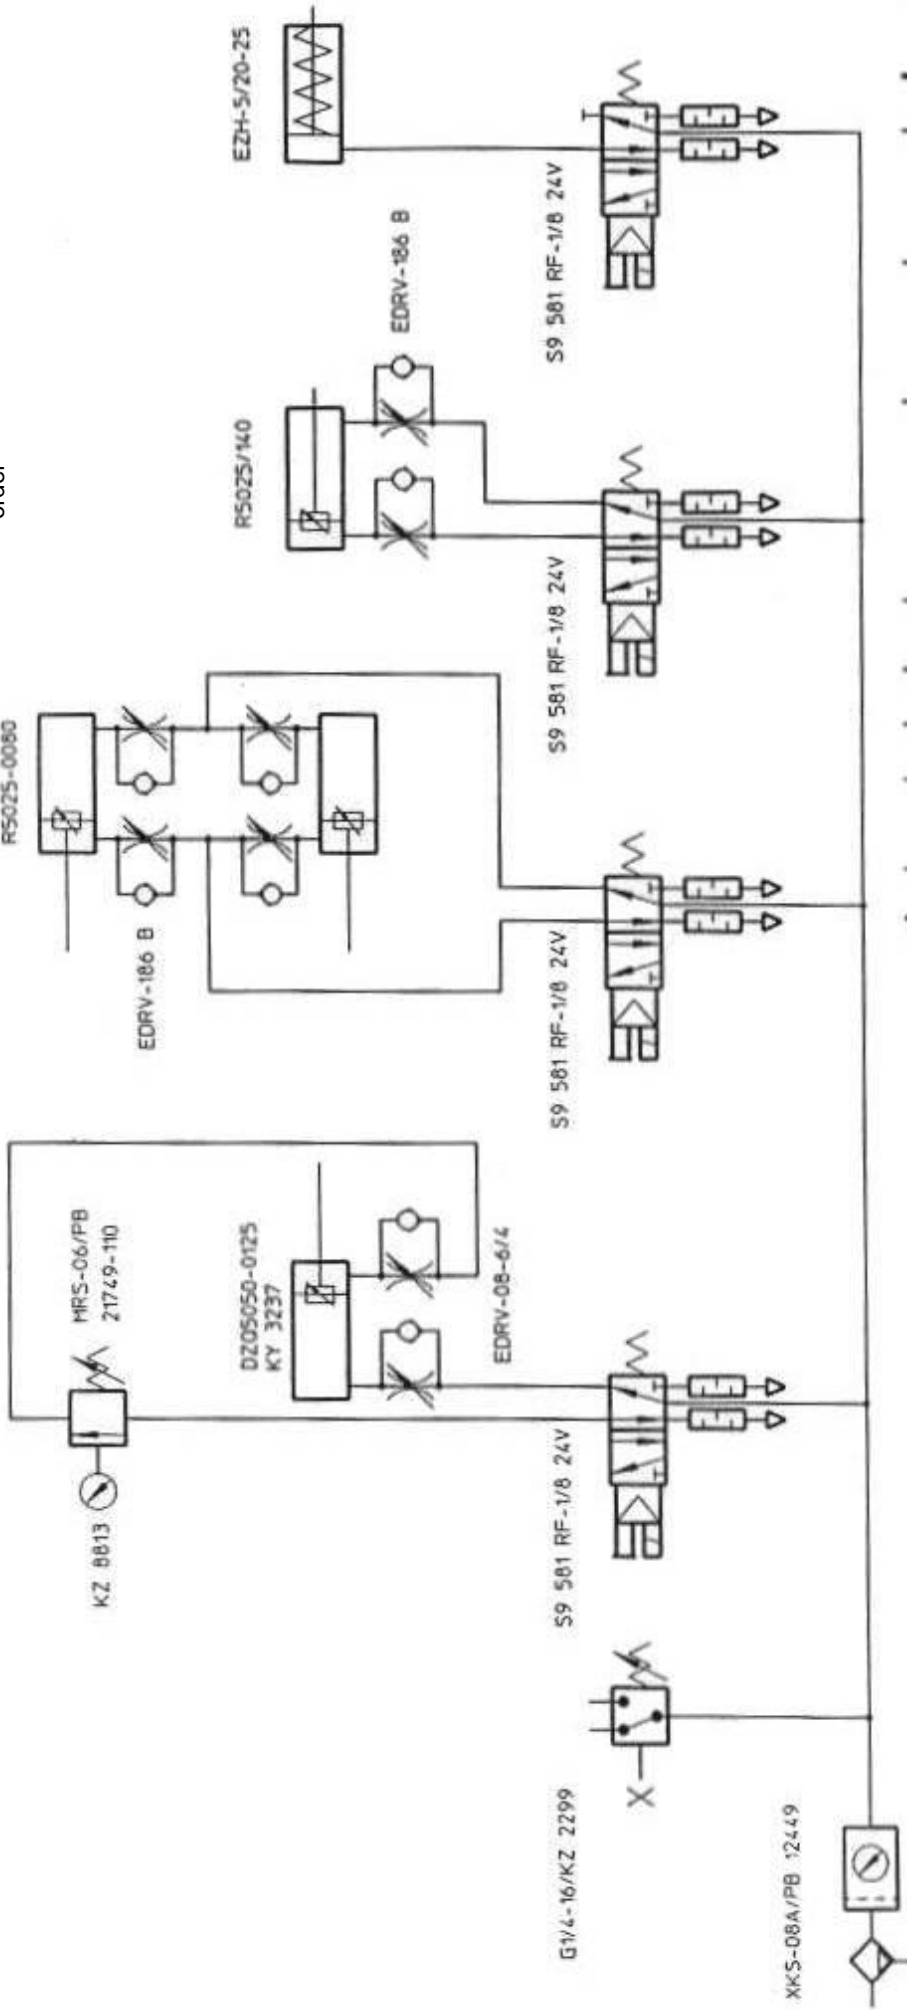 order
KZ 8813
MRS-06/PB
21749-110
R5025-0080
EDRV-186 B
DZ05050-0125
KY 3237
EDRV-08-6/4
R5025/140
EDRV-186 B
EZH-5/20-25
G1/4-16/KZ 2299
S9 581 RF-1/8 24V
S9 581 RF-1/8 24V
S9 581 RF-1/8 24V
S9 581 RF-1/8 24V
X
XKS-08A/PB 12449